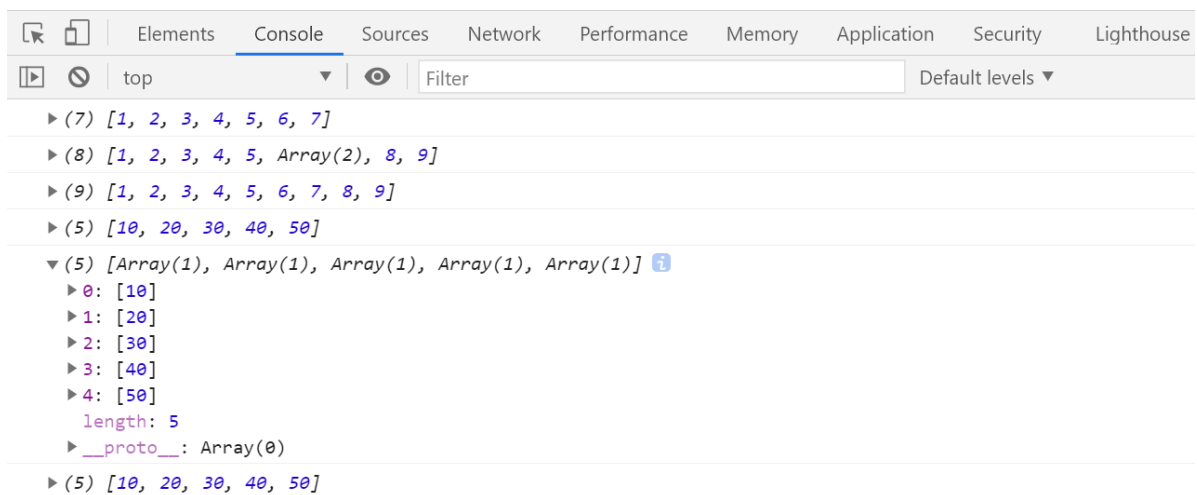 Elements Console Sources Network Performance Memory Application Security Lighthouse
top Filter Default levels
(7) [1, 2, 3, 4, 5, 6, 7]
(8) [1, 2, 3, 4, 5, Array(2), 8, 9]
(9) [1, 2, 3, 4, 5, 6, 7, 8, 9]
(5) [10, 20, 30, 40, 50]
(5) [Array(1), Array(1), Array(1), Array(1), Array(1)] i
0: [10]
1: [20]
2: [30]
3: [40]
4: [50]
length: 5
__proto__: Array(0)
(5) [10, 20, 30, 40, 50]